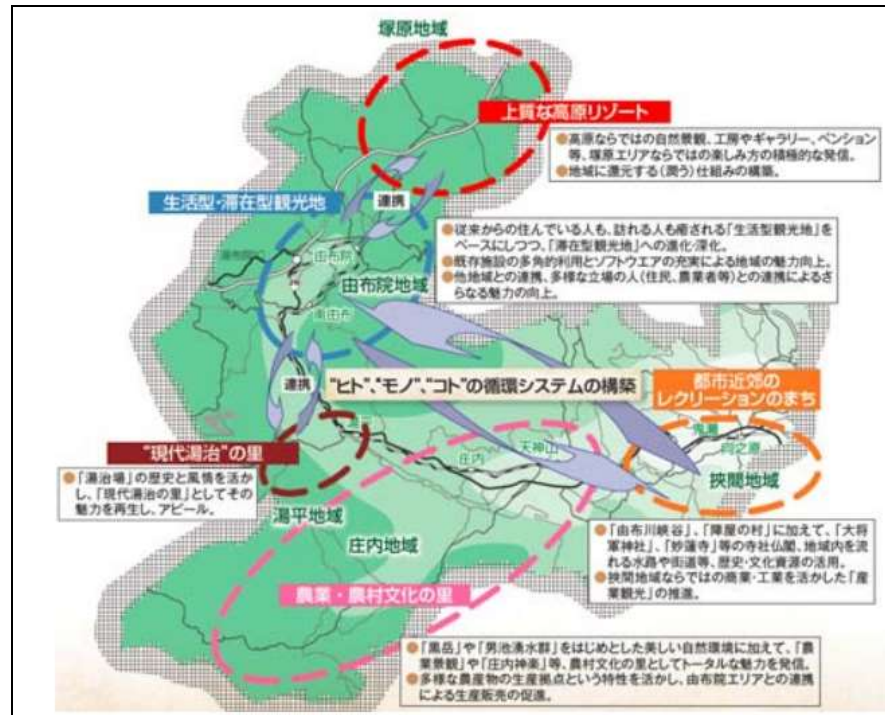 塚原地域
上質な高原リゾート
●高原ならではの自然景観、工房やギャラリー、ペンション
等、塚原エリアならではの楽しみ方の積極的な発信。
●地域に還元する(潤う)仕組みの構築。
連携
生活型・滞在型観光地
●従来からの住んでいる人も、訪れる人も癒される「生活型観光地」を
ベースにしつつ、「滞在型観光地」への進化・深化。
●既存施設の多角的利用とソフトウエアの充実による地域の魅力向上。
●他地域との連携、多様な立場の人(住民、農業者等)との連携によるさ
らなる魅力の向上。
由布院
由布院地域
南由布
連携
“ヒト”、“モノ”、“コト”の循環システムの構築
都市近郊の
レクリーションのまち
鬼瀬
向之原
挾間地域
天神山
庄内
“現代湯治”の里
●「湯治場」の歴史と風情を活か
し、「現代湯治の里」としてその
魅力を再生し、アピール。
湯平地域
庄内地域
●「由布川峡谷」、「陣屋の村」に加えて、「大将
軍神社」、「妙蓮寺」等の寺社仏閣、地域内を流
れる水路や街道等、歴史・文化資源の活用。
●挾間地域ならではの商業・工業を活かした「産
業観光」の推進。
農業・農村文化の里
●「黒岳」や「男池湧水群」をはじめとした美しい自然環境に加えて、「農
業景観」や「庄内神楽」等、農村文化の里としてトータルな魅力を発信。
●多様な農産物の生産拠点という特性を活かし、由布院エリアとの連携
による生産販売の促進。